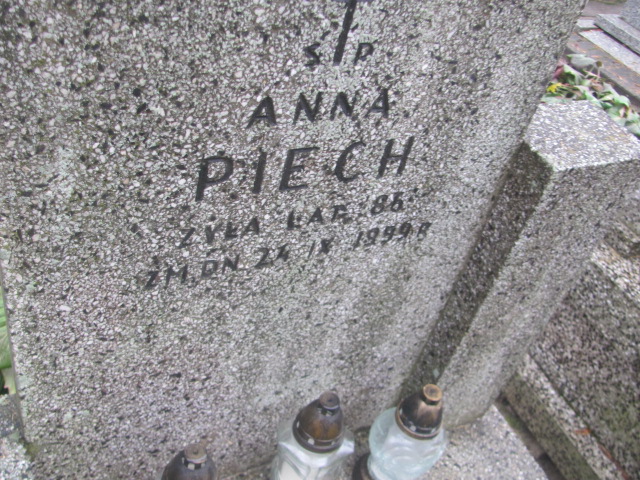 Ś P
ANNA
PIECH
ŻYŁA LAT 86
ZM. DN. 24 IX 1999 R